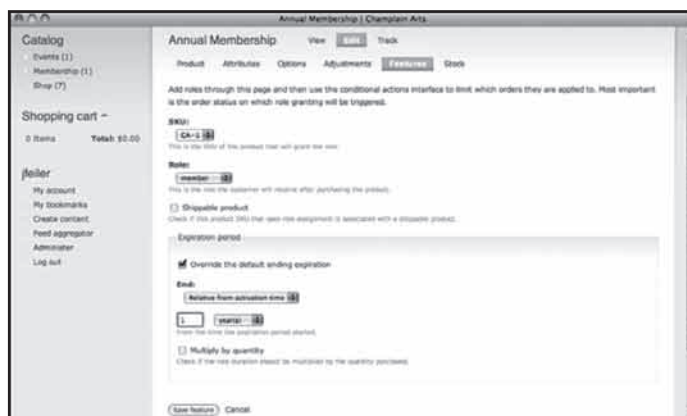 Annual Membership | Champlain Arts
Catalog
Events (1)
Membership (1)
Shop (7)
Shopping cart
0 Items Total: $0.00
jfeiler
My account
My bookmarks
Create content
Feed aggregator
Administer
Log out
Annual Membership View Edit Track
Product Attributes Options Adjustments Features Stock
Add roles through this page and then use the conditional actions interface to limit which orders they are applied to. Most important
is the order status on which role granting will be triggered.
SKU:
CA-1
This is the SKU of the product that will grant the role.
Role:
member
This is the role the customer will receive after purchasing the product.
Shippable product
Check if this product SKU that uses role assignment is associated with a shippable product.
Expiration period
Override the default ending expiration
End:
Relative from activation time
1 year(s)
From the time the expiration period started.
Multiply by quantity
Check if the role duration should be multiplied by the quantity purchased.
Save feature Cancel